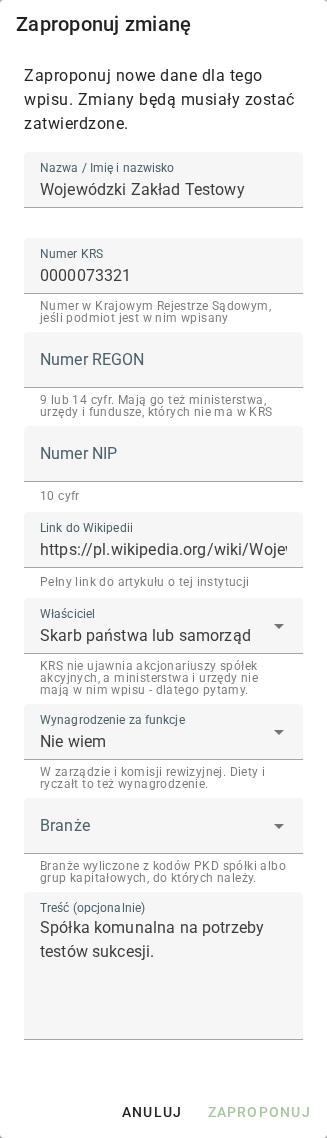 Zaproponuj zmianę
Zaproponuj nowe dane dla tego
wpisu. Zmiany będą musiały zostać
zatwierdzone.
Nazwa / Imię i nazwisko
Wojewódzki Zakład Testowy
Numer KRS
0000073321
Numer w Krajowym Rejestrze Sądowym,
jeśli podmiot jest w nim wpisany
Numer REGON
9 lub 14 cyfr. Mają go też ministerstwa,
urzędy i fundusze, których nie ma w KRS
Numer NIP
10 cyfr
Link do Wikipedii
https://pl.wikipedia.org/wiki/Wojew
Pełny link do artykułu o tej instytucji
Właściciel
Skarb państwa lub samorząd
KRS nie ujawnia akcjonariuszy spółek
akcyjnych, a ministerstwa i urzędy nie
mają w nim wpisu - dlatego pytamy.
Wynagrodzenie za funkcje
Nie wiem
W zarządzie i komisji rewizyjnej. Diety i
ryczałt to też wynagrodzenie.
Branże
Branże wyliczone z kodów PKD spółki albo
grup kapitałowych, do których należy.
Treść (opcjonalnie)
Spółka komunalna na potrzeby
testów sukcesji.
ANULUJ ZAPROPONUJ